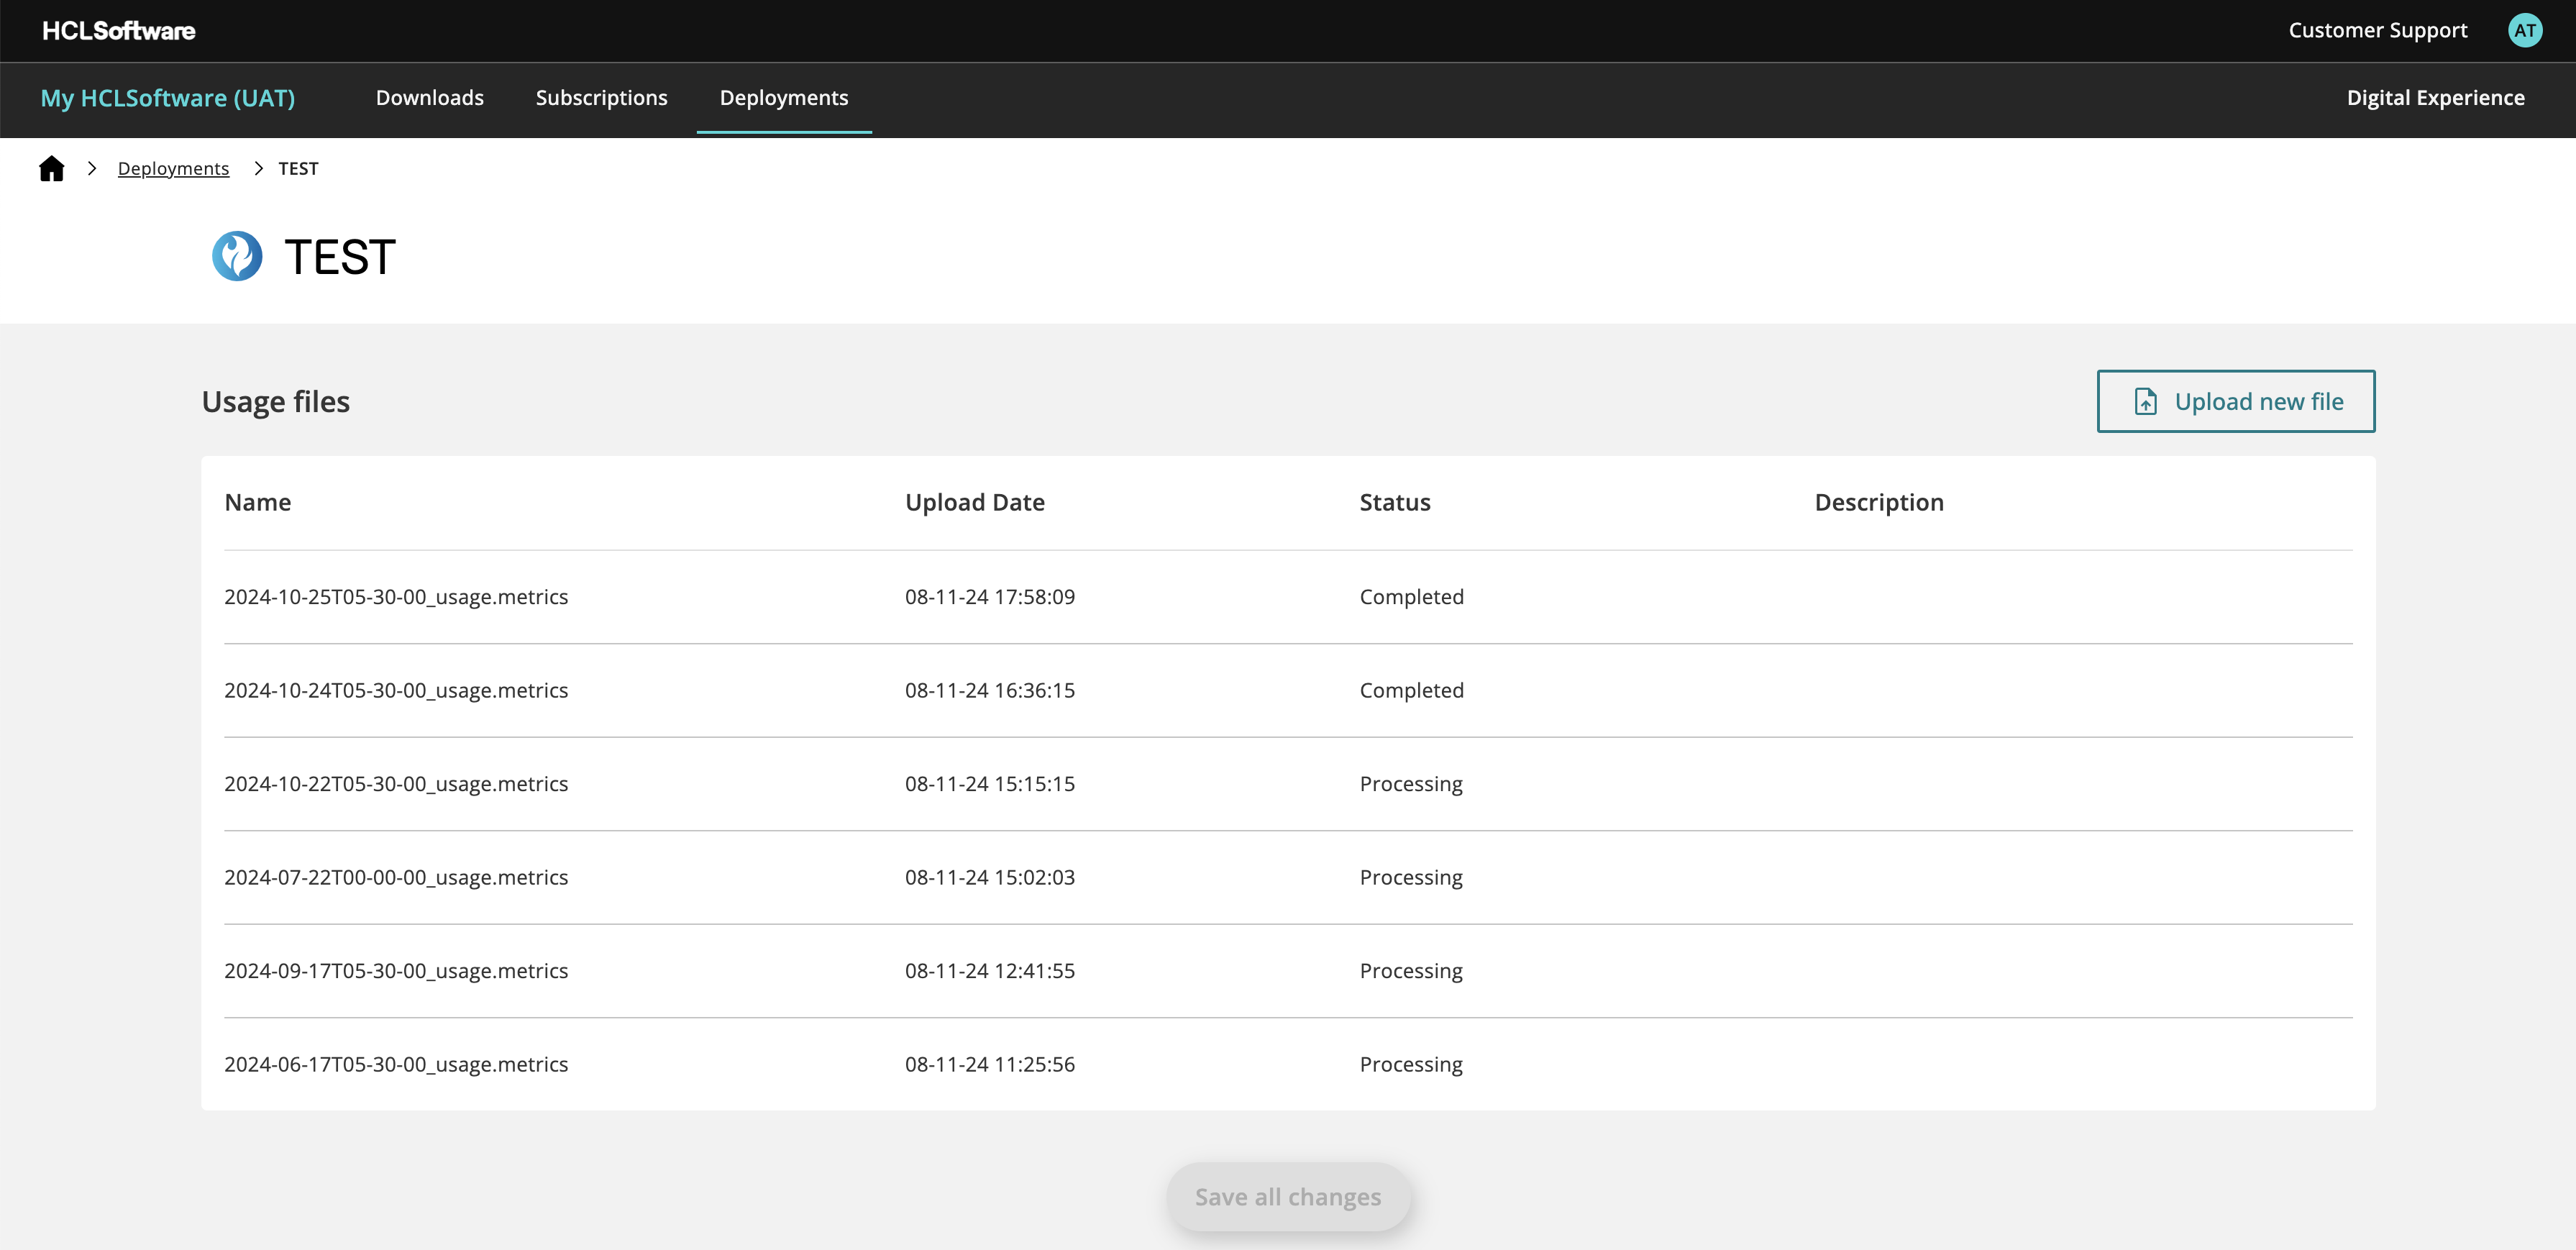 HCLSoftware
Customer Support
AT
My HCLSoftware (UAT)
Downloads
Subscriptions
Deployments
Digital Experience
Deployments
TEST
TEST
Usage files
Upload new file
Name Upload Date Status Description
2024-10-25T05-30-00_usage.metrics 08-11-24 17:58:09 Completed
2024-10-24T05-30-00_usage.metrics 08-11-24 16:36:15 Completed
2024-10-22T05-30-00_usage.metrics 08-11-24 15:15:15 Processing
2024-07-22T00-00-00_usage.metrics 08-11-24 15:02:03 Processing
2024-09-17T05-30-00_usage.metrics 08-11-24 12:41:55 Processing
2024-06-17T05-30-00_usage.metrics 08-11-24 11:25:56 Processing
Save all changes